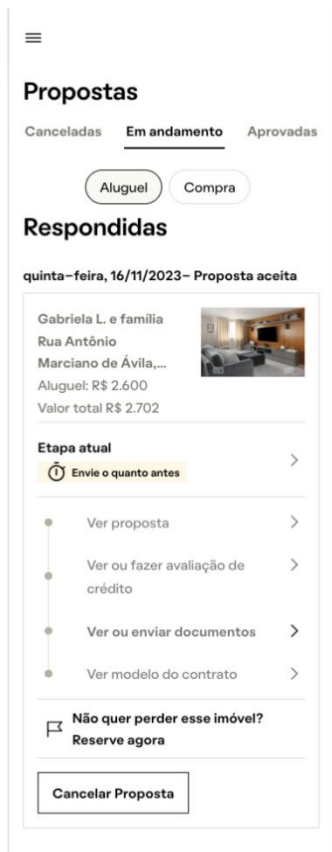 Propostas
Canceladas Em andamento Aprovadas
Aluguel Compra
Respondidas
quinta-feira, 16/11/2023- Proposta aceita
Gabriela L. e família
Rua Antônio
Marciano de Ávila,...
Aluguel: R$ 2.600
Valor total R$ 2.702
Etapa atual
Envie o quanto antes
Ver proposta
Ver ou fazer avaliação de
crédito
Ver ou enviar documentos
Ver modelo do contrato
Não quer perder esse imóvel?
Reserve agora
Cancelar Proposta